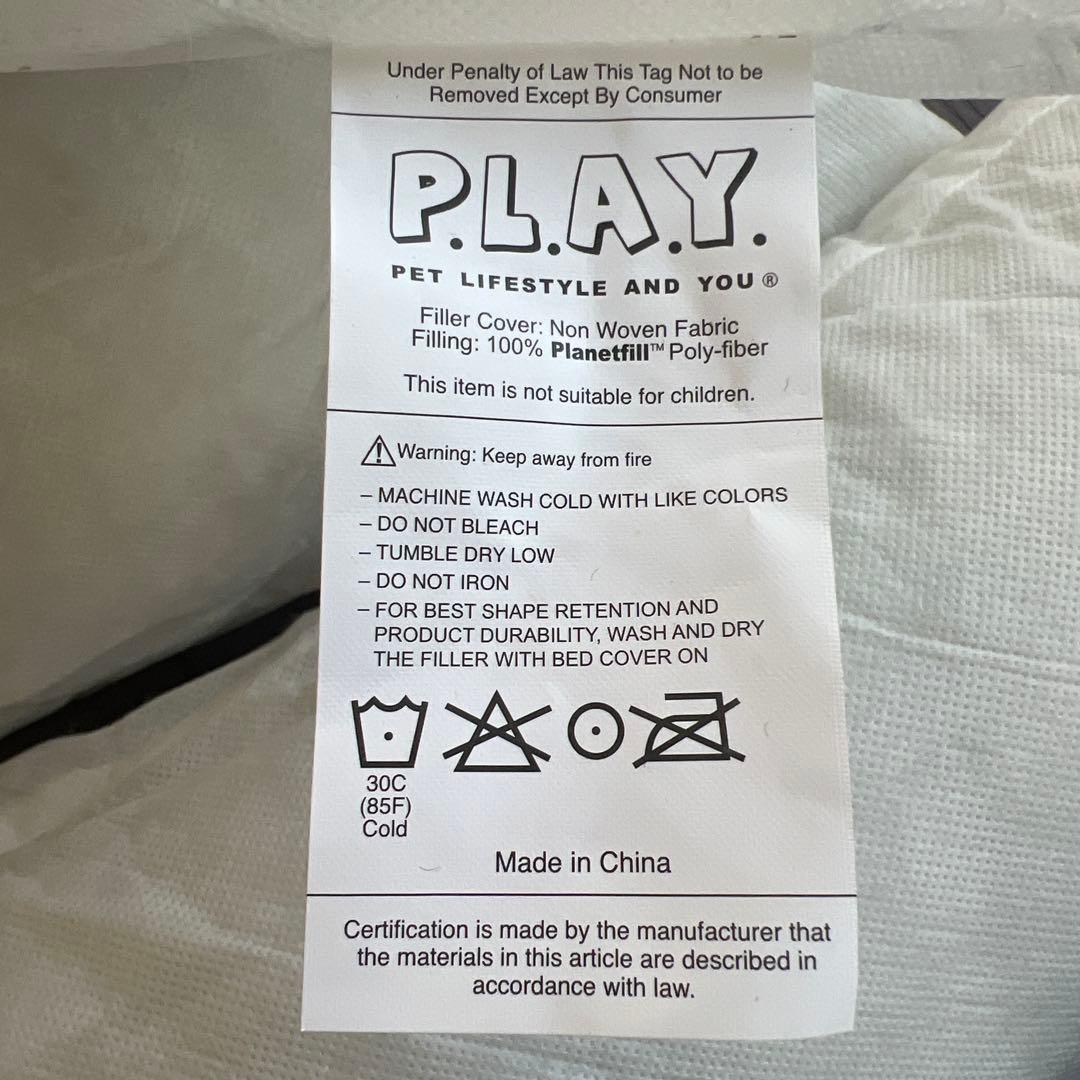 Under Penalty of Law This Tag Not to be
Removed Except By Consumer
P.L.A.Y.
PET LIFESTYLE AND YOU®
Filler Cover: Non Woven Fabric
Filling: 100% Planetfill™ Poly-fiber
This item is not suitable for children.
Warning: Keep away from fire
– MACHINE WASH COLD WITH LIKE COLORS
– DO NOT BLEACH
– TUMBLE DRY LOW
– DO NOT IRON
– FOR BEST SHAPE RETENTION AND
PRODUCT DURABILITY, WASH AND DRY
THE FILLER WITH BED COVER ON
30C
(85F)
Cold
Made in China
Certification is made by the manufacturer that
the materials in this article are described in
accordance with law.